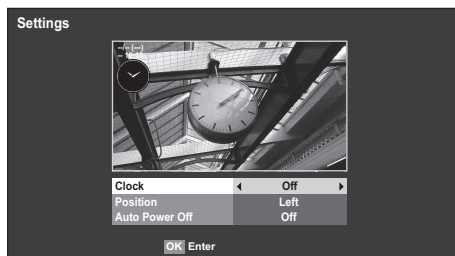 Settings
Clock Off
Position Left
Auto Power Off Off
OK Enter